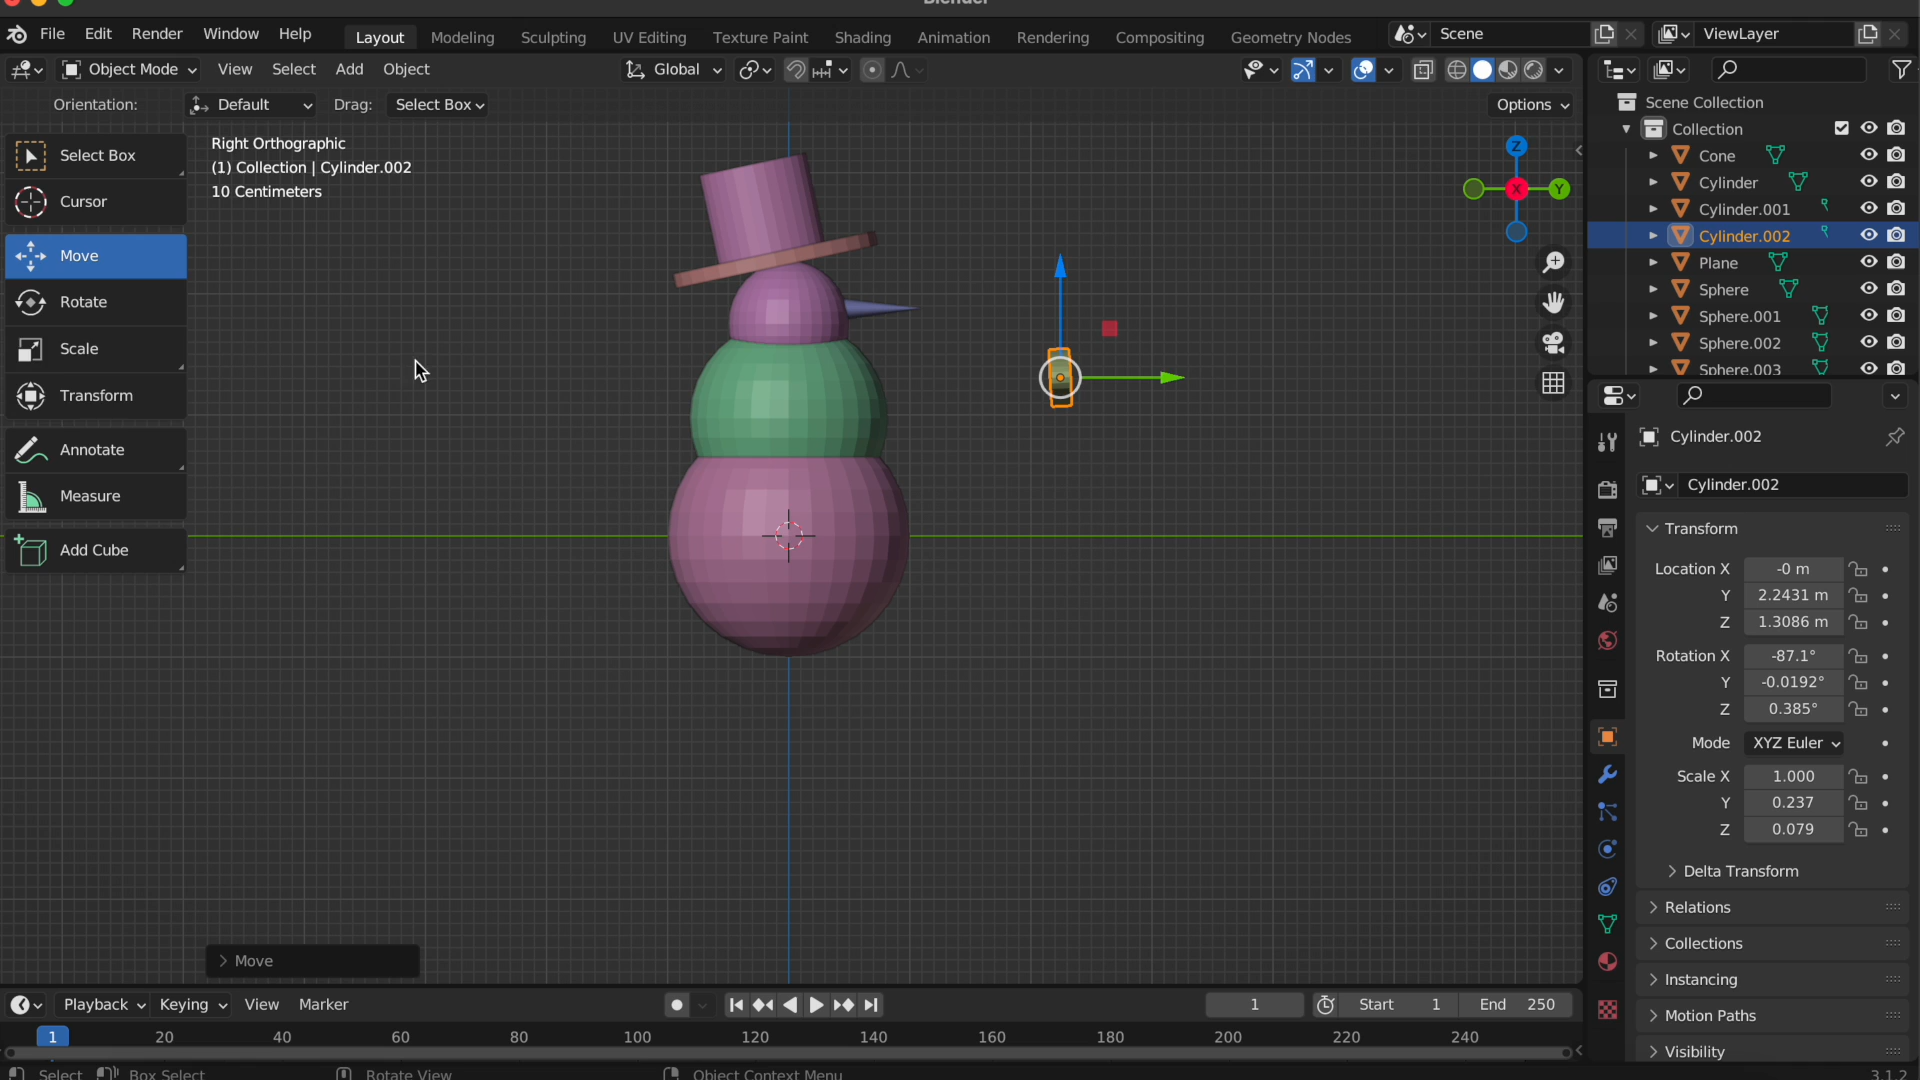 Blender
File Edit Render Window Help Layout Modeling Sculpting UV Editing Texture Paint Shading Animation Rendering Compositing Geometry Nodes Scene ViewLayer
Object Mode View Select Add Object Global
Orientation: Default Drag: Select Box Options
Select Box
Cursor
Move
Rotate
Scale
Transform
Annotate
Measure
Add Cube
Right Orthographic
(1) Collection | Cylinder.002
10 Centimeters
Z
X
Y
Move
Scene Collection
Collection
Cone
Cylinder
Cylinder.001
Cylinder.002
Plane
Sphere
Sphere.001
Sphere.002
Sphere.003
Cylinder.002
Cylinder.002
Transform
Location X -0 m
Y 2.2431 m
Z 1.3086 m
Rotation X -87.1°
Y -0.0192°
Z 0.385°
Mode XYZ Euler
Scale X 1.000
Y 0.237
Z 0.079
Delta Transform
Relations
Collections
Instancing
Motion Paths
Visibility
Playback Keying View Marker 1 Start 1 End 250
1 20 40 60 80 100 120 140 160 180 200 220 240
Select Box Select Rotate View Object Context Menu 3.1.2